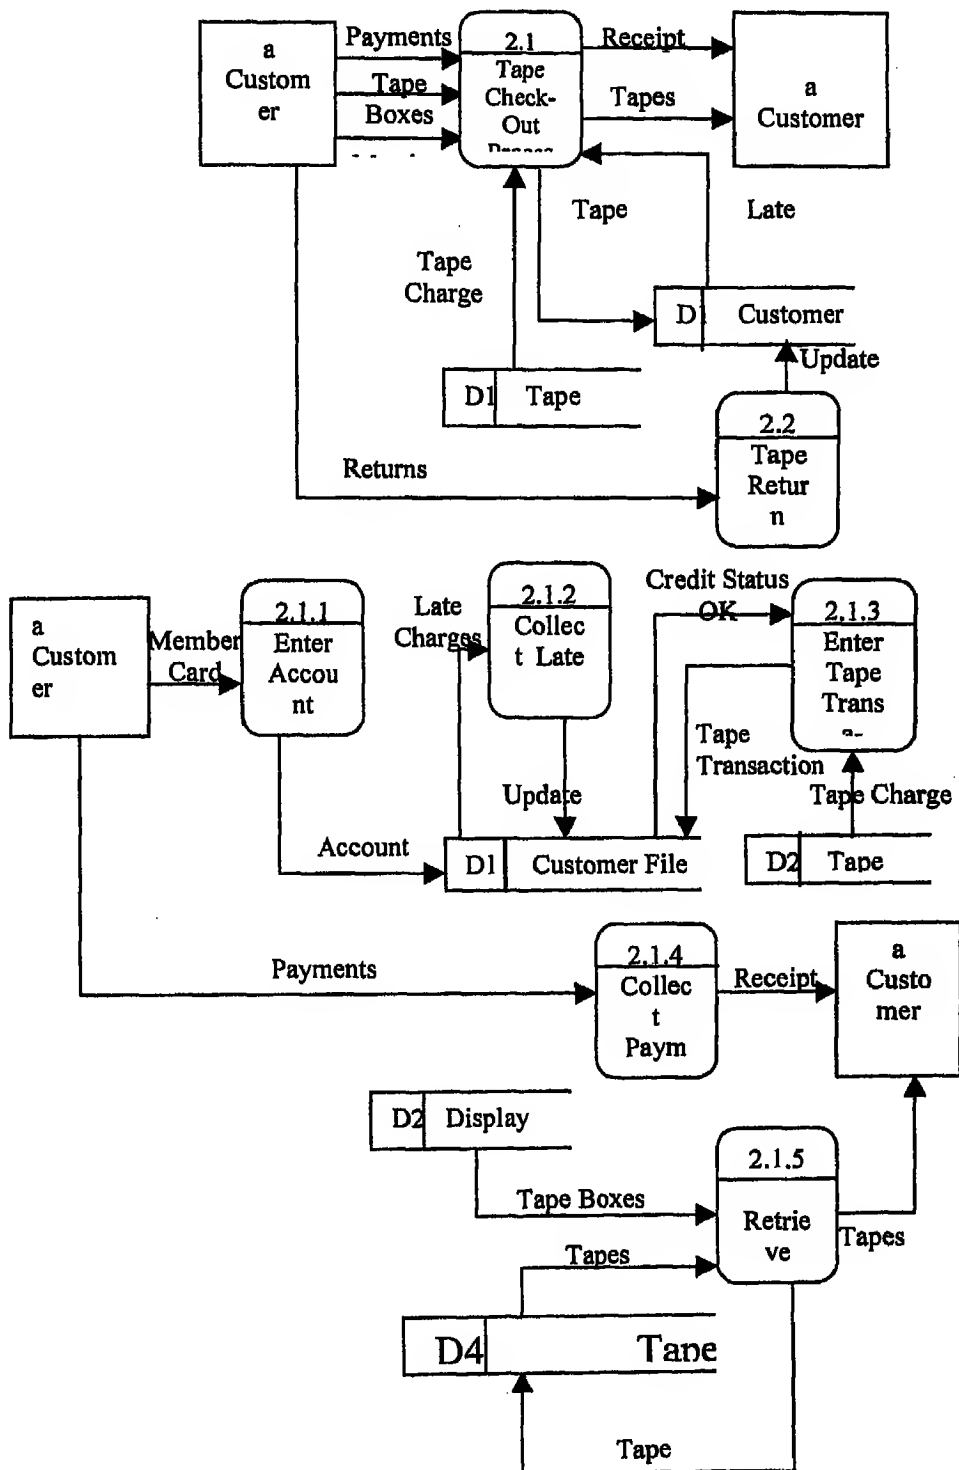 a
Custom
er
Payments
Tape
Boxes
2.1
Tape
Check-
Out
Receipt
Tapes
a
Customer
Tape
Late
Tape
Charge
D
Customer
Update
D1
Tape
2.2
Tape
Retur
n
Returns
a
Custom
er
Member
Card
2.1.1
Enter
Accou
nt
Late
Charges
2.1.2
Collec
t Late
Credit Status
OK
2.1.3
Enter
Tape
Trans
a-
Tape
Transaction
Update
Tape Charge
Account
D1
Customer File
D2
Tape
Payments
2.1.4
Collec
t
Paym
Receipt
a
Custo
mer
D2
Display
2.1.5
Retrie
ve
Tape Boxes
Tapes
Tapes
D4
Tape
Tape